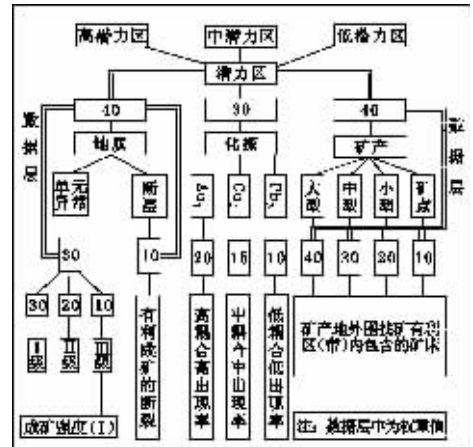 高潜力区 中潜力区 低潜力区
潜力区
40 30 40
数据层 数据层
地质 化探 矿产
单元异常 断层 Au, Cu, Pb, 大型 中型 小型 矿点
30 10 20 15 10 40 30 20 10
30 20 10
I级 II级 III级
有利成矿的断裂
高耦合高出现率
中耦合中出现率
低耦合低出现率
矿产地外围找矿有利
区(带)内包含的矿床
成矿强度(I)
注: 数据层中为权重值